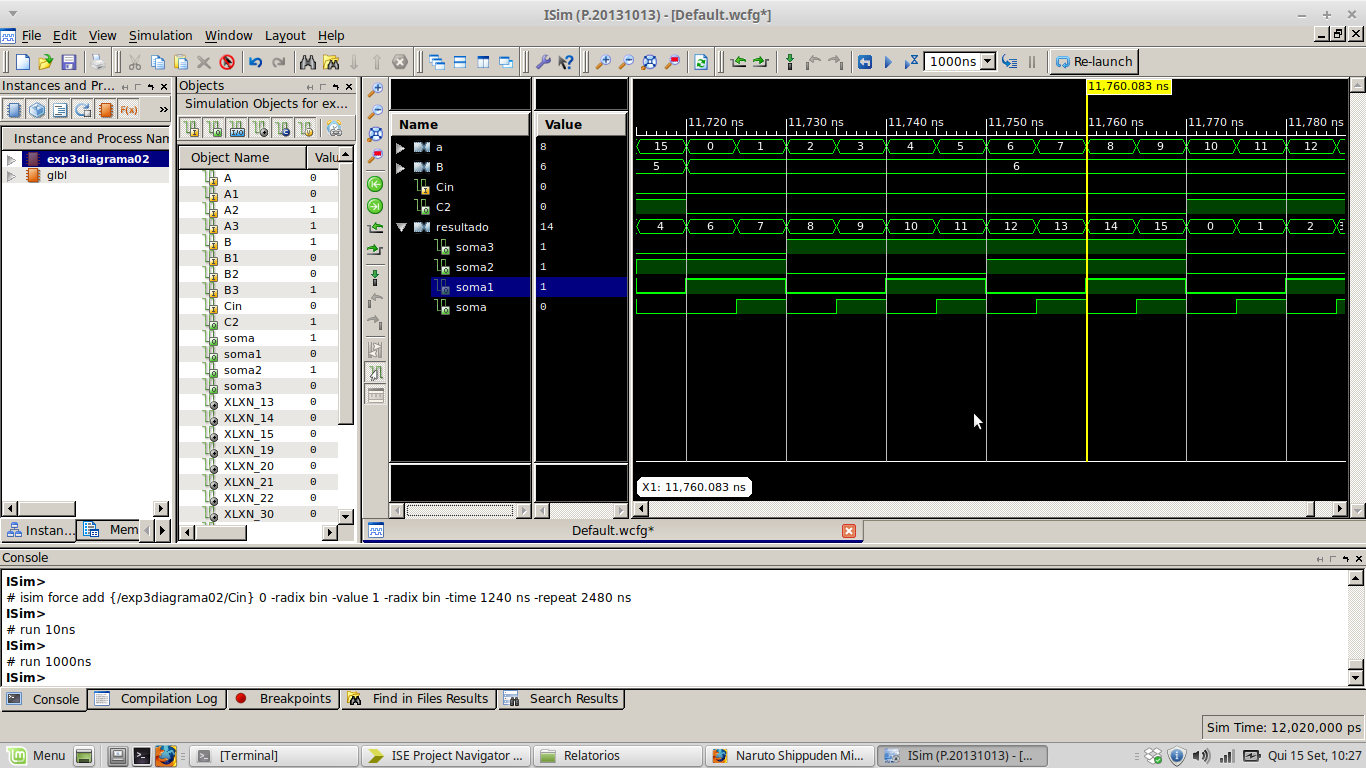 ISim (P.20131013) - [Default.wcfg*]
File Edit View Simulation Window Layout Help
1000ns
Re-launch
Instances and Pr...
Instance and Process Nam
exp3diagrama02
glbl
Instan...
Mem
Objects
Simulation Objects for ex...
Object Name Valu
A 0
A1 0
A2 1
A3 1
B 1
B1 0
B2 0
B3 1
Cin 0
C2 1
soma 1
soma1 0
soma2 1
soma3 0
XLXN_13 0
XLXN_14 0
XLXN_15 0
XLXN_19 0
XLXN_20 0
XLXN_21 0
XLXN_22 0
XLXN_30 0
Name Value
a 8
B 6
Cin 0
C2 0
resultado 14
soma3 1
soma2 1
soma1 1
soma 0
11,760.083 ns
11,720 ns 11,730 ns 11,740 ns 11,750 ns 11,760 ns 11,770 ns 11,780 ns
15 0 1 2 3 4 5 6 7 8 9 10 11 12
5 6
4 6 7 8 9 10 11 12 13 14 15 0 1 2 3
X1: 11,760.083 ns
Default.wcfg*
Console
ISim>
# isim force add {/exp3diagrama02/Cin} 0 -radix bin -value 1 -radix bin -time 1240 ns -repeat 2480 ns
ISim>
# run 10ns
ISim>
# run 1000ns
ISim>
Console Compilation Log Breakpoints Find in Files Results Search Results
Sim Time: 12,020,000 ps
Menu [Terminal] ISE Project Navigator ... Relatorios Naruto Shippuden Mi... ISim (P.20131013) - [... Qui 15 Set, 10:27